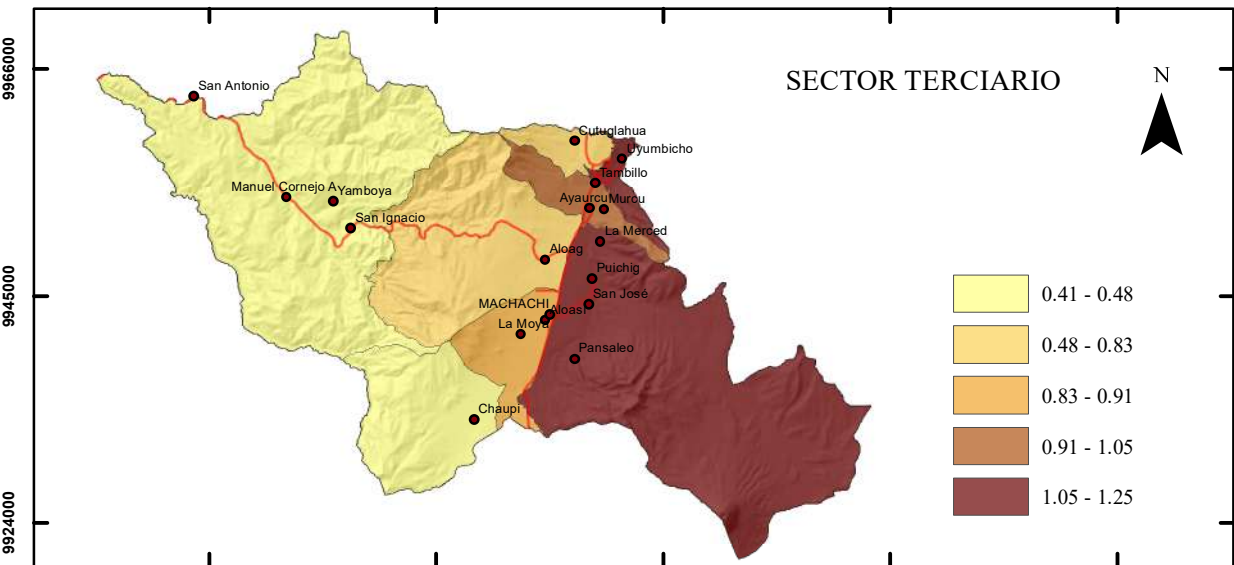 SECTOR TERCIARIO
N
9966000
9945000
9924000
San Antonio
Cutuglahua
Uyumbicho
Tambillo
Manuel Cornejo A
Yamboya
Ayaurcu
Murcu
San Ignacio
La Merced
Aloag
Puichig
San José
MACHACHI
Aloasi
La Moya
Pansaleo
Chaupi
0.41 - 0.48
0.48 - 0.83
0.83 - 0.91
0.91 - 1.05
1.05 - 1.25